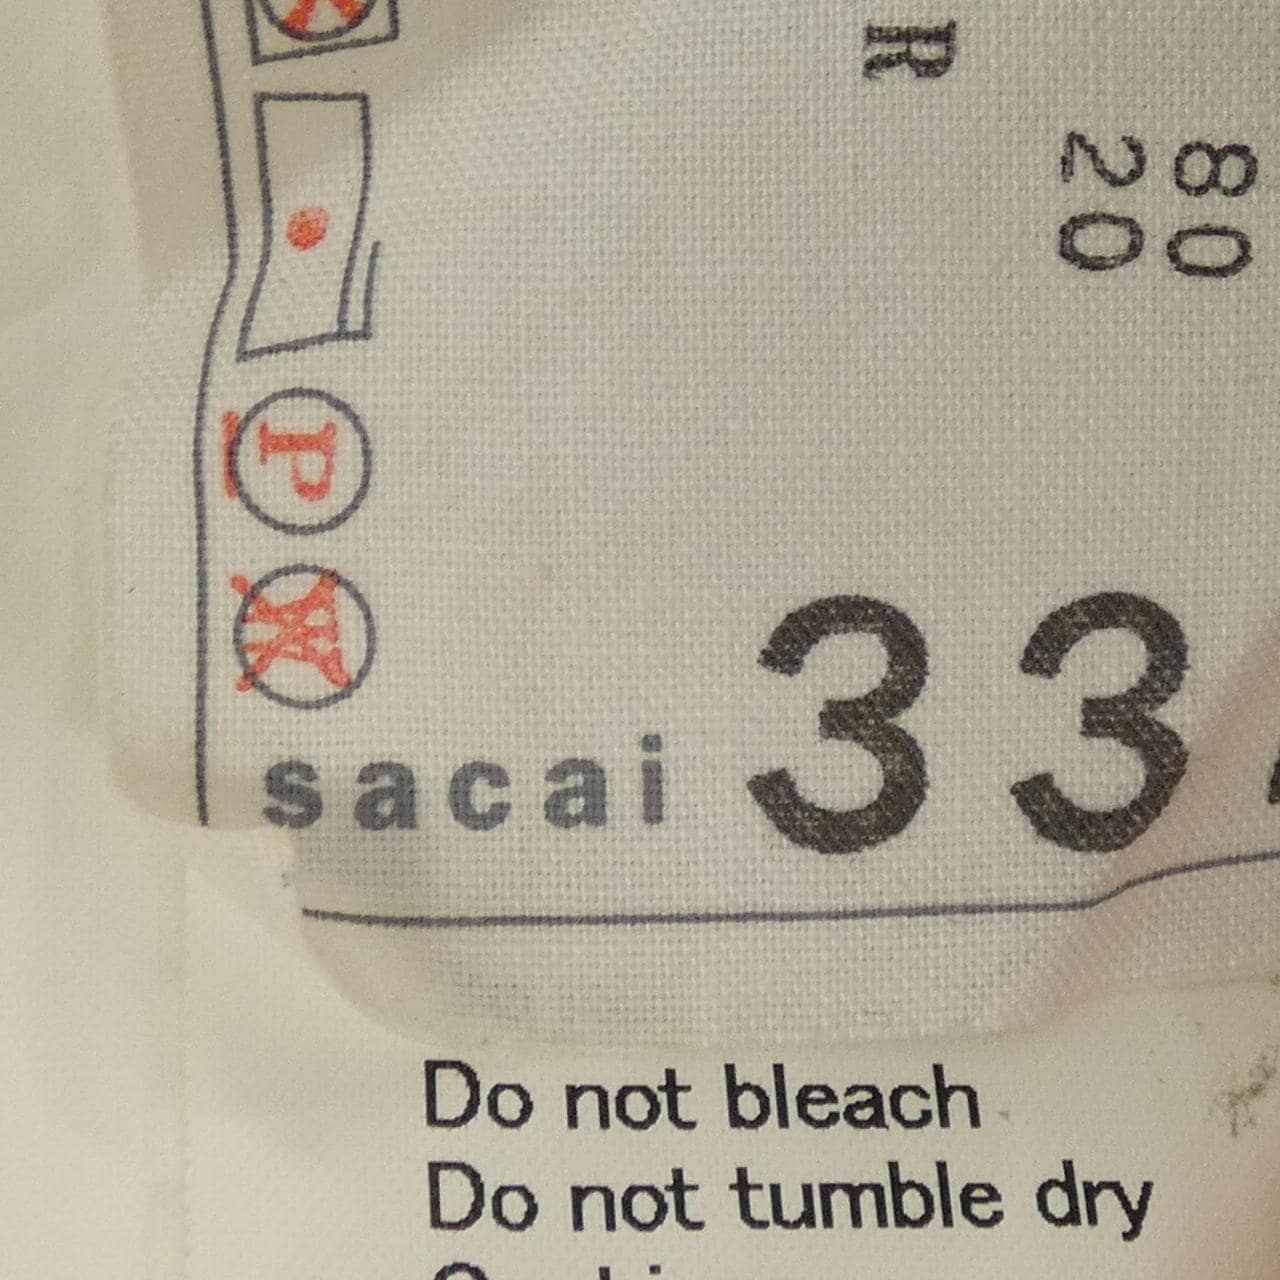 R
80
20
P
W
sacai 33
Do not bleach
Do not tumble dry